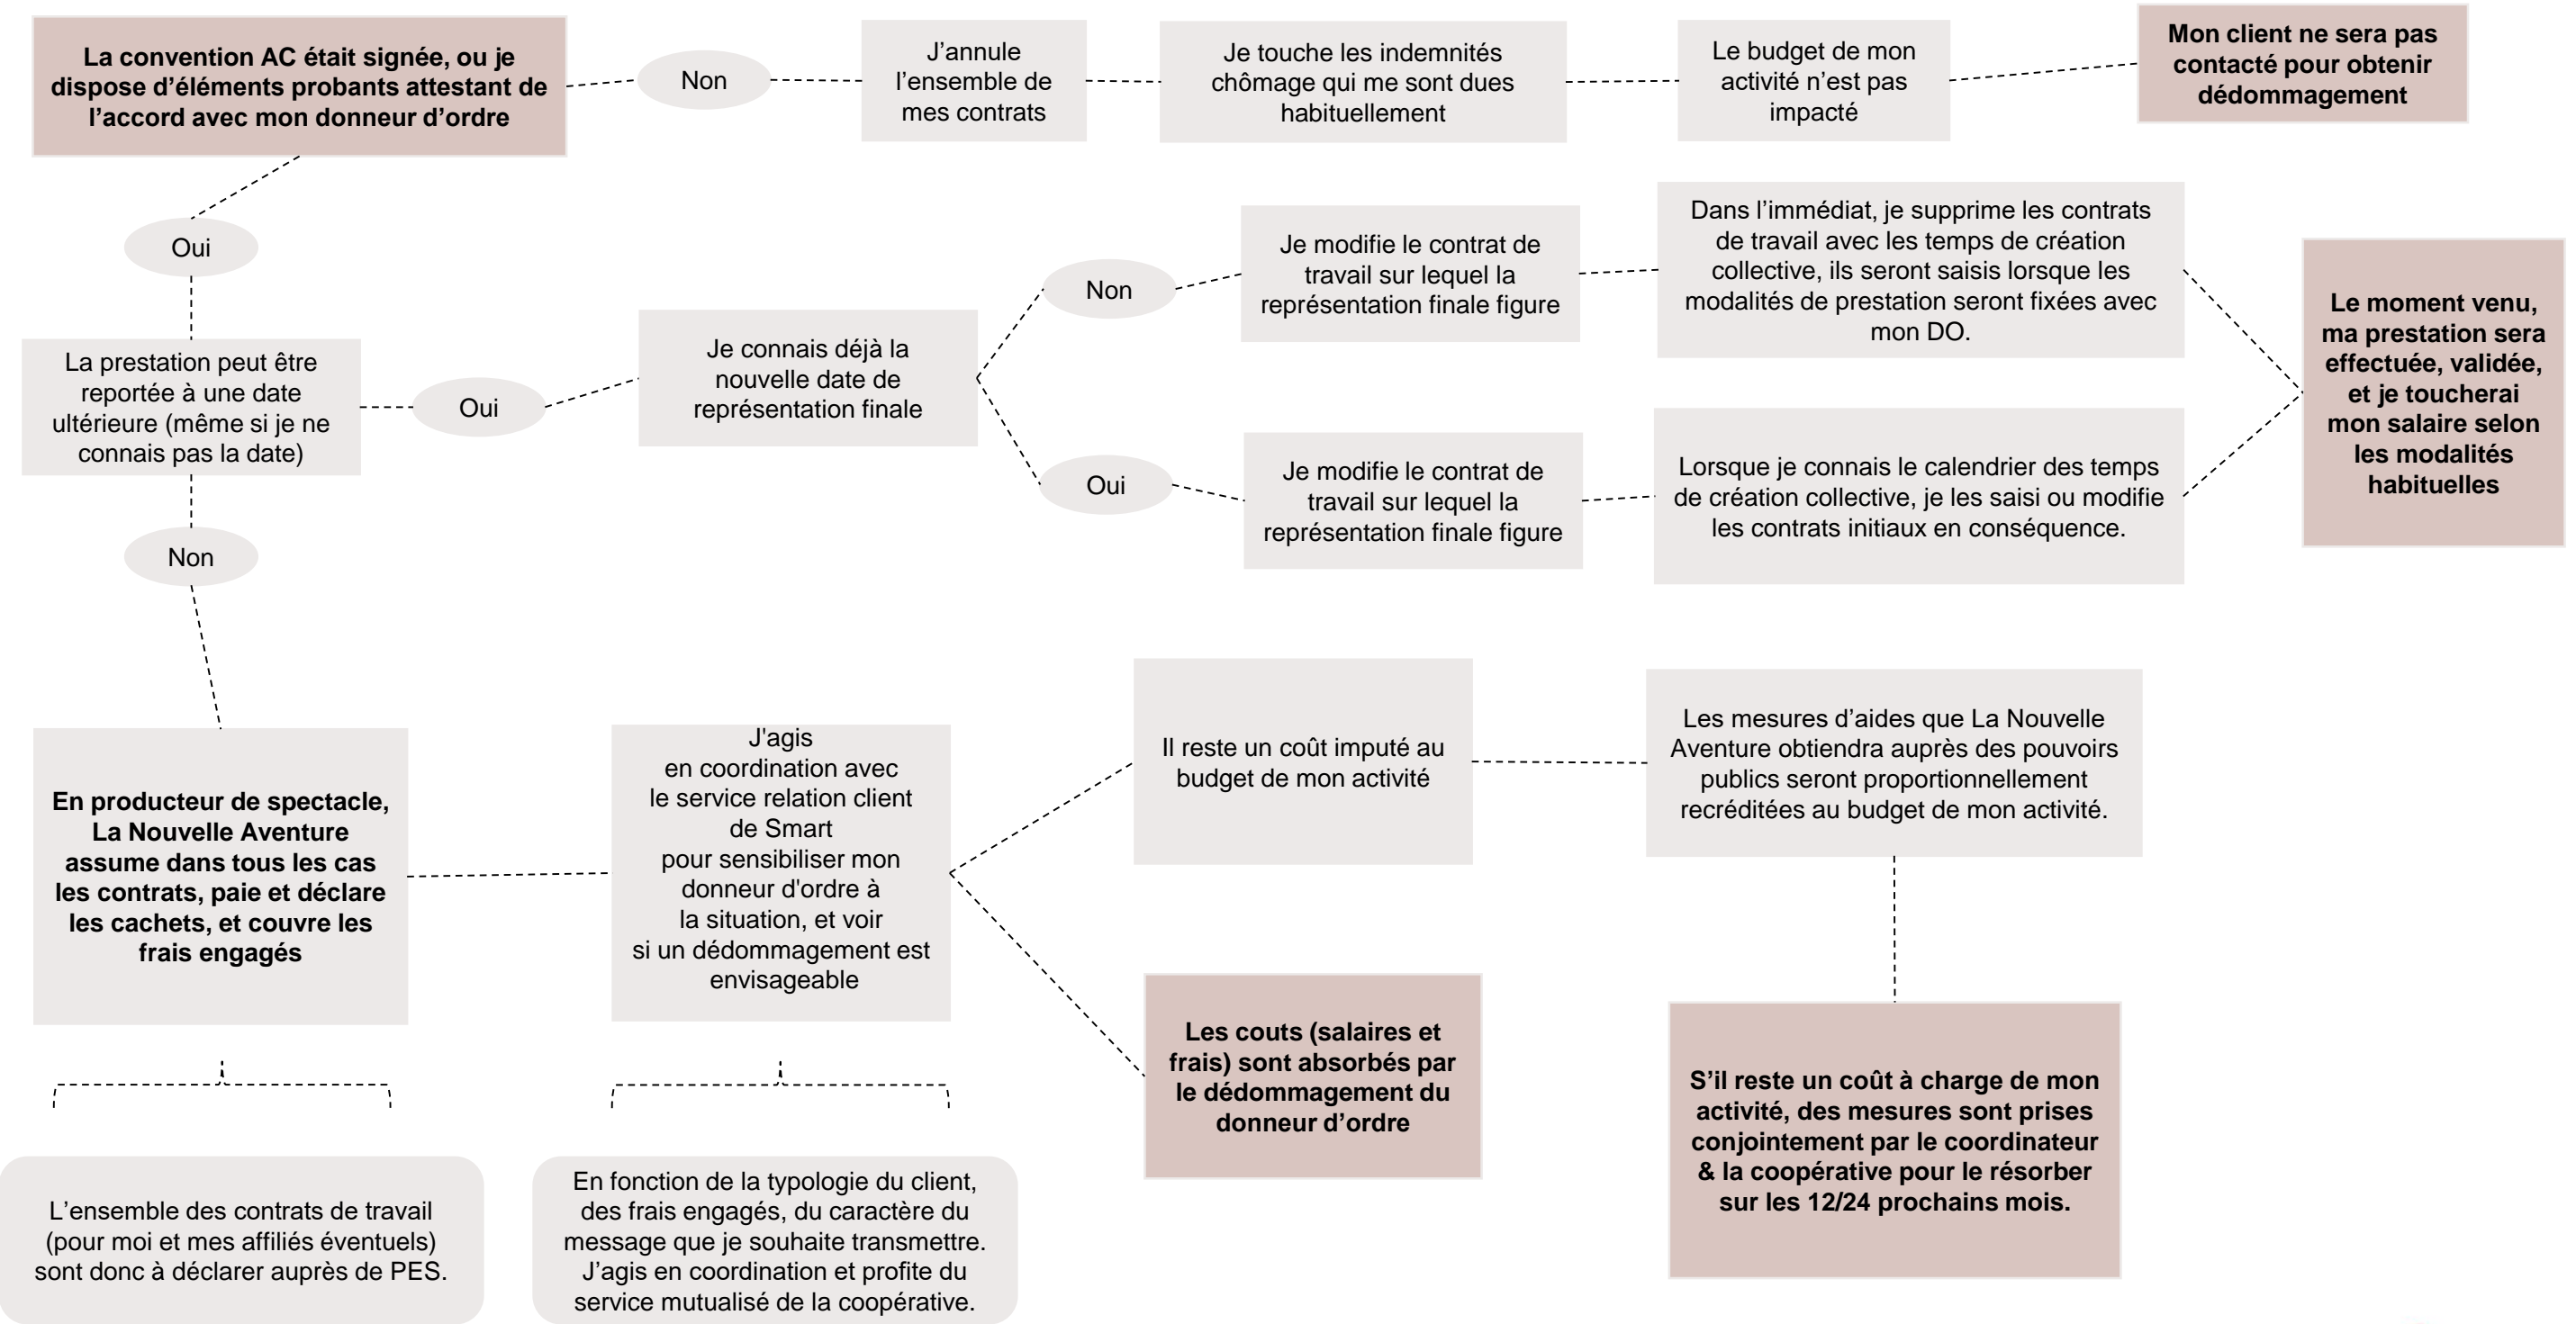 La convention AC était signée, ou je
dispose d’éléments probants attestant de
l’accord avec mon donneur d’ordre
Non
J’annule
l’ensemble de
mes contrats
Je touche les indemnités
chômage qui me sont dues
habituellement
Le budget de mon
activité n’est pas
impacté
Mon client ne sera pas
contacté pour obtenir
dédommagement
Oui
La prestation peut être
reportée à une date
ultérieure (même si je ne
connais pas la date)
Oui
Je connais déjà la
nouvelle date de
représentation finale
Non
Je modifie le contrat de
travail sur lequel la
représentation finale figure
Dans l’immédiat, je supprime les contrats
de travail avec les temps de création
collective, ils seront saisis lorsque les
modalités de prestation seront fixées avec
mon DO.
Oui
Je modifie le contrat de
travail sur lequel la
représentation finale figure
Lorsque je connais le calendrier des temps
de création collective, je les saisi ou modifie
les contrats initiaux en conséquence.
Le moment venu,
ma prestation sera
effectuée, validée,
et je toucherai
mon salaire selon
les modalités
habituelles
Non
En producteur de spectacle,
La Nouvelle Aventure
assume dans tous les cas
les contrats, paie et déclare
les cachets, et couvre les
frais engagés
J'agis
en coordination avec
le service relation client
de Smart
pour sensibiliser mon
donneur d'ordre à
la situation, et voir
si un dédommagement est
envisageable
Il reste un coût imputé au
budget de mon activité
Les mesures d’aides que La Nouvelle
Aventure obtiendra auprès des pouvoirs
publics seront proportionnellement
recréditées au budget de mon activité.
Les couts (salaires et
frais) sont absorbés par
le dédommagement du
donneur d’ordre
S’il reste un coût à charge de mon
activité, des mesures sont prises
conjointement par le coordinateur
& la coopérative pour le résorber
sur les 12/24 prochains mois.
L’ensemble des contrats de travail
(pour moi et mes affiliés éventuels)
sont donc à déclarer auprès de PES.
En fonction de la typologie du client,
des frais engagés, du caractère du
message que je souhaite transmettre.
J’agis en coordination et profite du
service mutualisé de la coopérative.